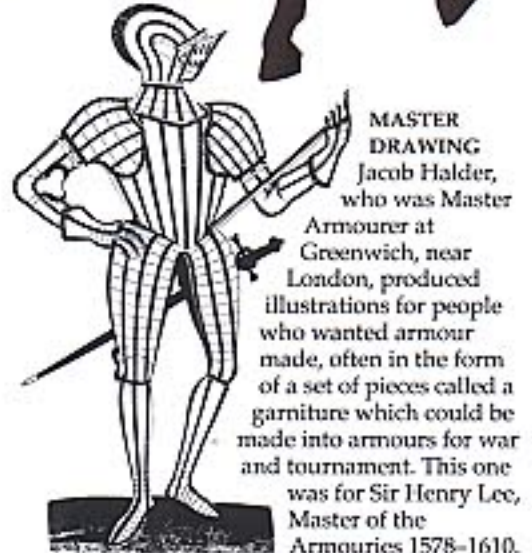 MASTER
DRAWING
Jacob Halder,
who was Master
Armourer at
Greenwich, near
London, produced
illustrations for people
who wanted armour
made, often in the form
of a set of pieces called a
garniture which could be
made into armours for war
and tournament. This one
was for Sir Henry Lee,
Master of the
Armouries 1578–1610.